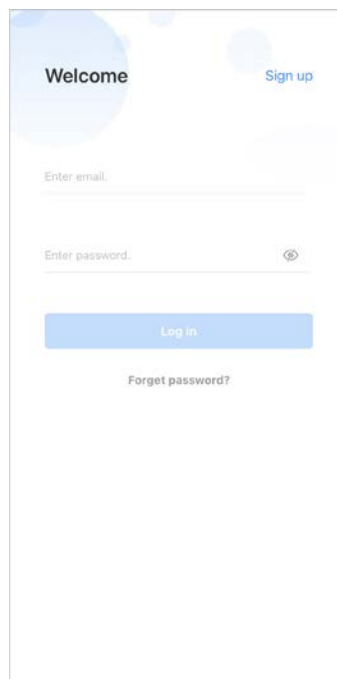 Welcome
Sign up
Enter email.
Enter password.
Log in
Forget password?